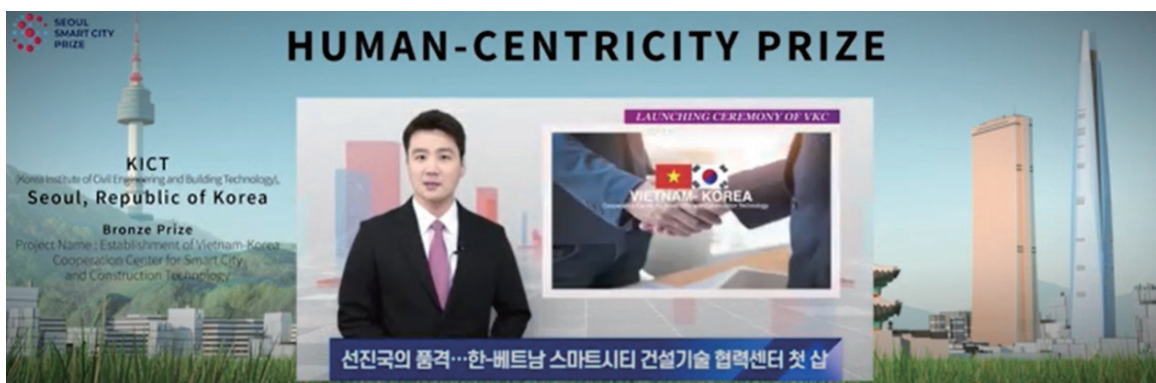 SEOUL
SMART CITY
PRIZE
HUMAN-CENTRICITY PRIZE
KICT
(Korea Institute of Civil Engineering and Building Technology),
Seoul, Republic of Korea
Bronze Prize
Project Name : Establishment of Vietnam-Korea
Cooperation Center for Smart City
and Construction Technology
LAUNCHING CEREMONY OF VKC
VIETNAM- KOREA
선진국의 품격…한-베트남 스마트시티 건설기술 협력센터 첫 삽